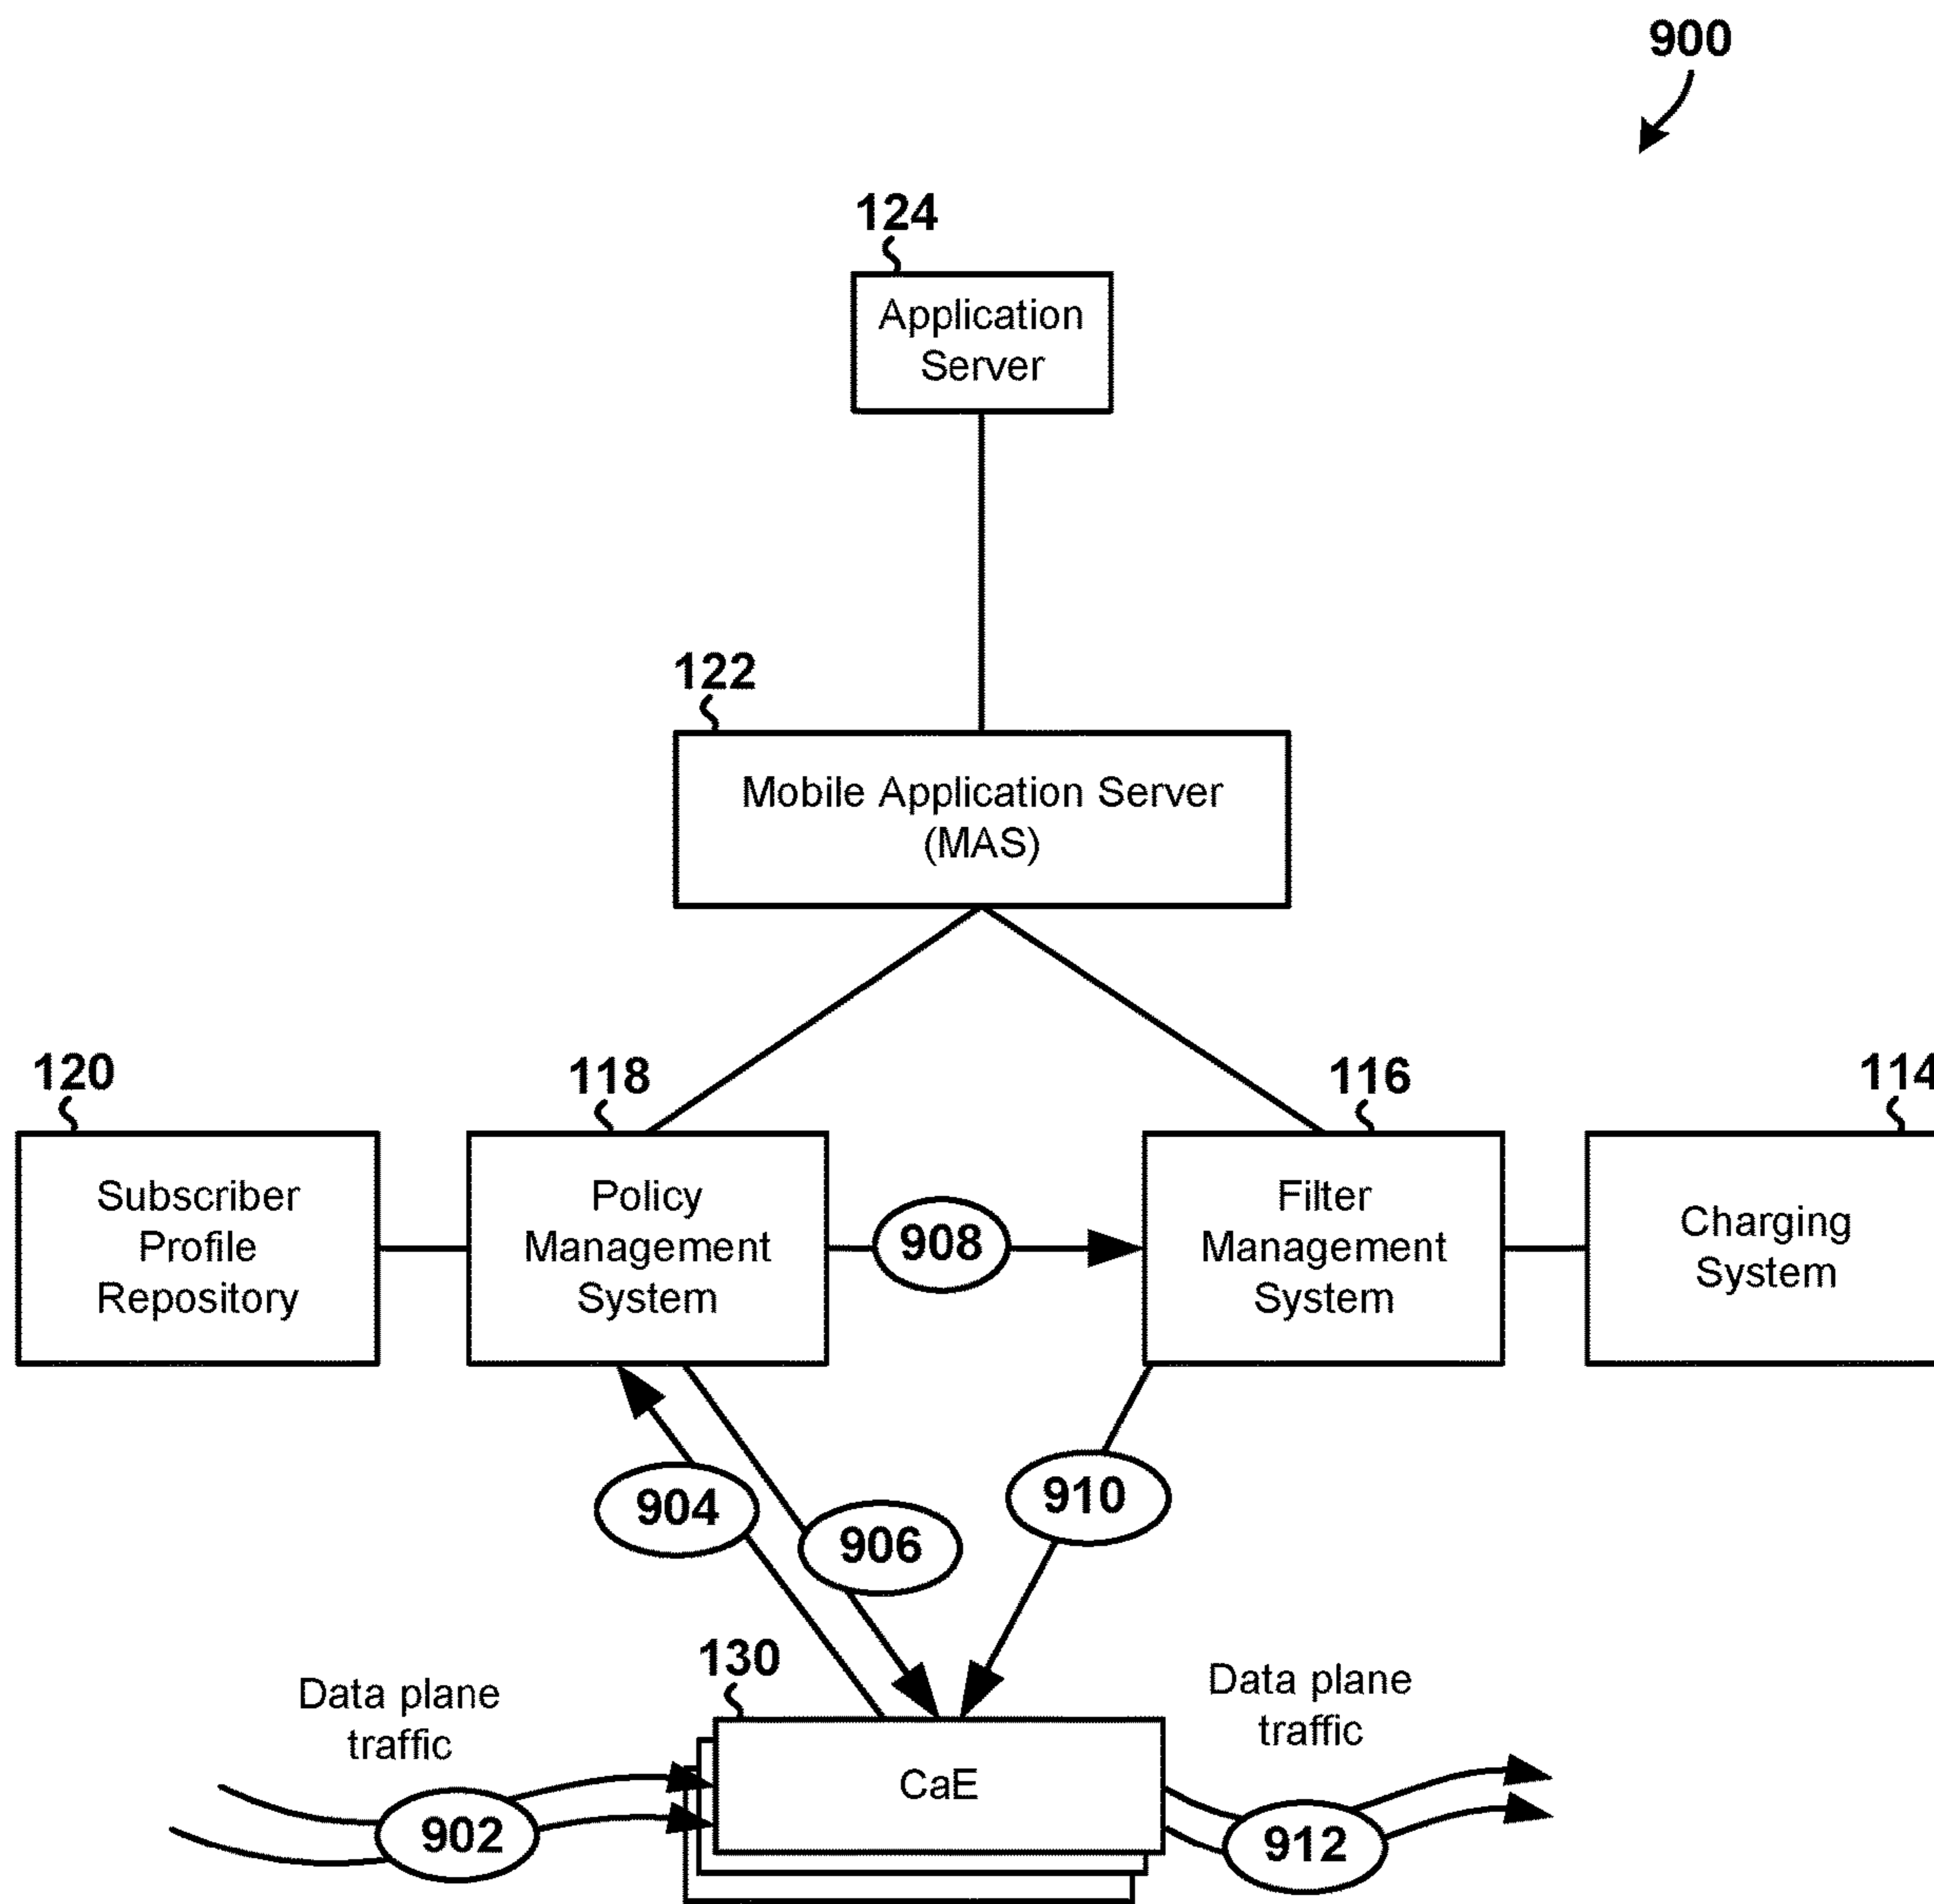 900
124
Application
Server
122
Mobile Application Server
(MAS)
120
118
116
114
Subscriber
Profile
Repository
Policy
Management
System
908
Filter
Management
System
Charging
System
904
906
910
130
Data plane
traffic
Data plane
traffic
CaE
902
912